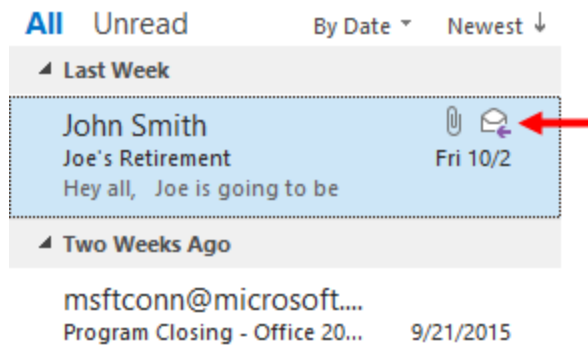 All Unread By Date Newest
Last Week
John Smith
Joe's Retirement Fri 10/2
Hey all, Joe is going to be
Two Weeks Ago
msftconn@microsoft....
Program Closing - Office 20... 9/21/2015